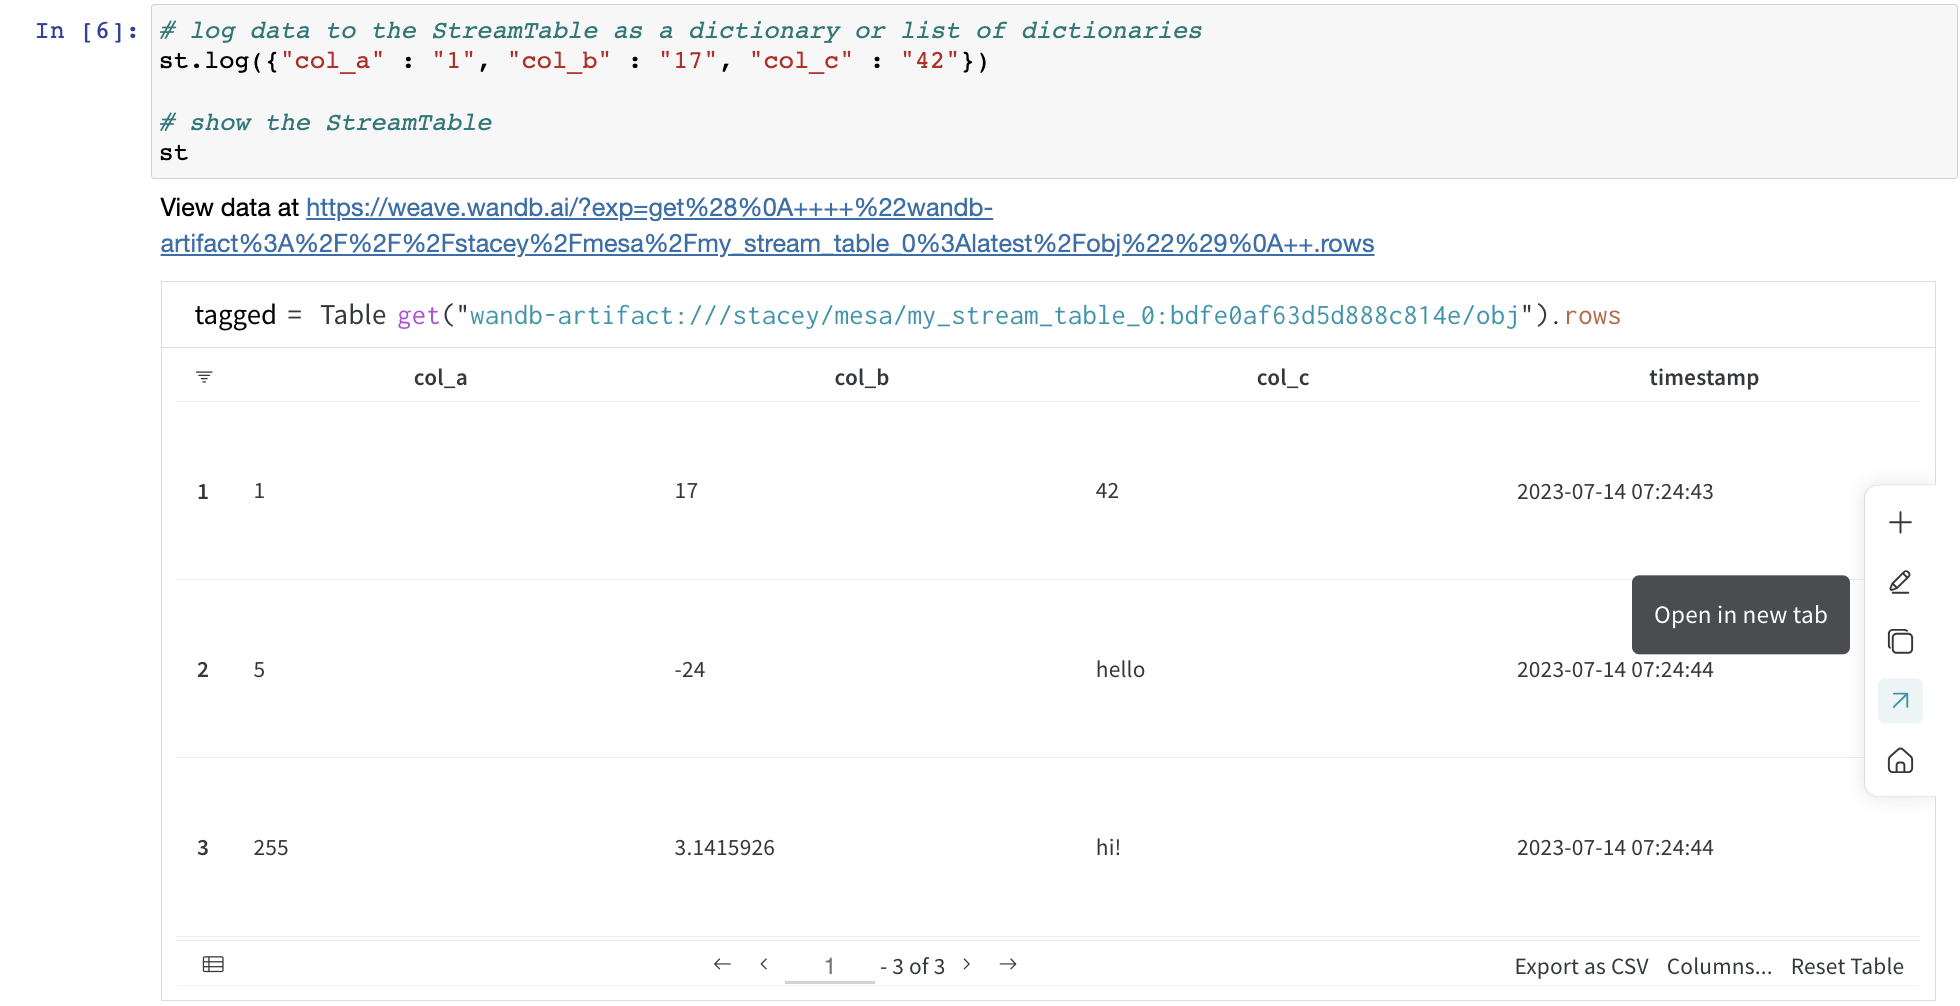 In [6]:
# log data to the StreamTable as a dictionary or list of dictionaries
st.log({"col_a" : "1", "col_b" : "17", "col_c" : "42"})
# show the StreamTable
st
View data at https://weave.wandb.ai/?exp=get%28%0A++++%22wandb-
artifact%3A%2F%2F%2Fstacey%2Fmesa%2Fmy_stream_table_0%3Alatest%2Fobj%22%29%0A++.rows
tagged = Table get("wandb-artifact:///stacey/mesa/my_stream_table_0:bdfe0af63d5d888c814e/obj").rows
col_a col_b col_c timestamp
1 1 17 42 2023-07-14 07:24:43
Open in new tab
2 5 -24 hello 2023-07-14 07:24:44
3 255 3.1415926 hi! 2023-07-14 07:24:44
1 - 3 of 3 Export as CSV Columns... Reset Table